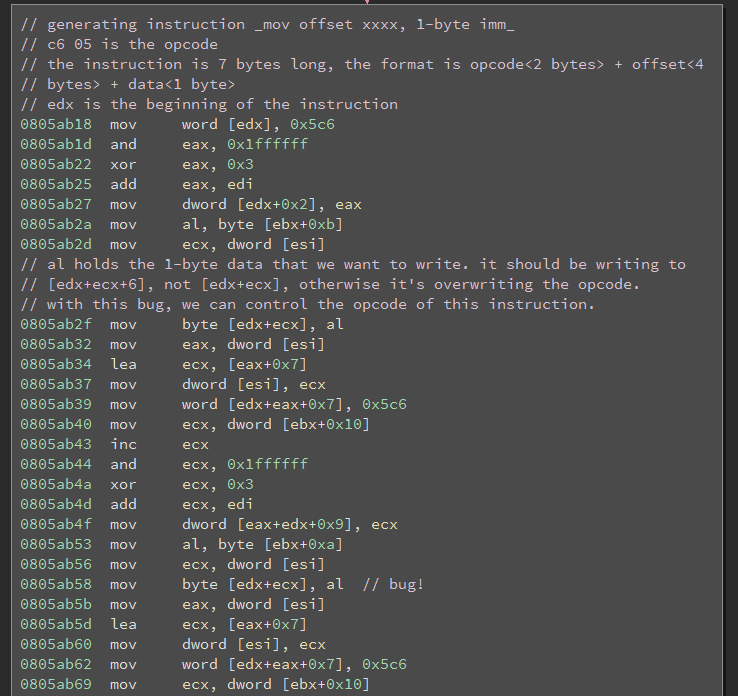 // generating instruction _mov offset xxxx, 1-byte imm_
// c6 05 is the opcode
// the instruction is 7 bytes long, the format is opcode<2 bytes> + offset<4
// bytes> + data<1 byte>
// edx is the beginning of the instruction
0805ab18 mov word [edx], 0x5c6
0805ab1d and eax, 0x1ffffff
0805ab22 xor eax, 0x3
0805ab25 add eax, edi
0805ab27 mov dword [edx+0x2], eax
0805ab2a mov al, byte [ebx+0xb]
0805ab2d mov ecx, dword [esi]
// al holds the 1-byte data that we want to write. it should be writing to
// [edx+ecx+6], not [edx+ecx], otherwise it's overwriting the opcode.
// with this bug, we can control the opcode of this instruction.
0805ab2f mov byte [edx+ecx], al
0805ab32 mov eax, dword [esi]
0805ab34 lea ecx, [eax+0x7]
0805ab37 mov dword [esi], ecx
0805ab39 mov word [edx+eax+0x7], 0x5c6
0805ab40 mov ecx, dword [ebx+0x10]
0805ab43 inc ecx
0805ab44 and ecx, 0x1ffffff
0805ab4a xor ecx, 0x3
0805ab4d add ecx, edi
0805ab4f mov dword [eax+edx+0x9], ecx
0805ab53 mov al, byte [ebx+0xa]
0805ab56 mov ecx, dword [esi]
0805ab58 mov byte [edx+ecx], al // bug!
0805ab5b mov eax, dword [esi]
0805ab5d lea ecx, [eax+0x7]
0805ab60 mov dword [esi], ecx
0805ab62 mov word [edx+eax+0x7], 0x5c6
0805ab69 mov ecx, dword [ebx+0x10]